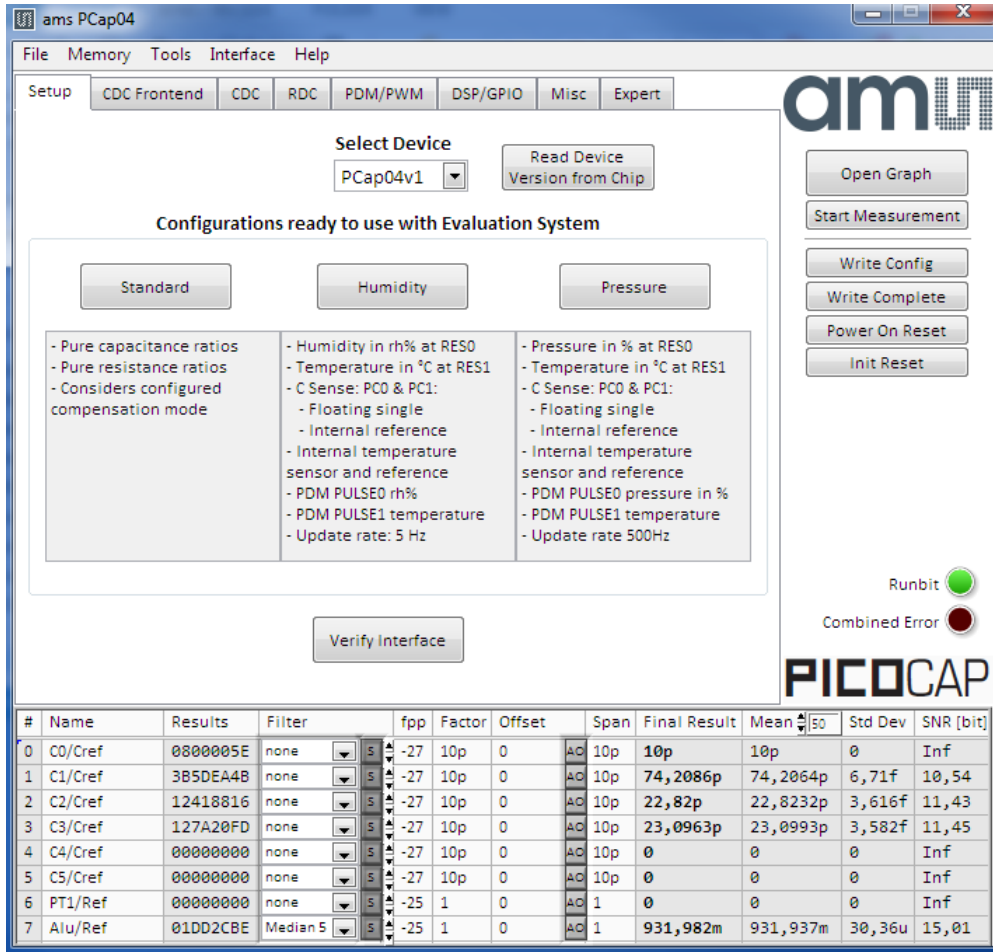 ams PCap04
File Memory Tools Interface Help
Setup CDC Frontend CDC RDC PDM/PWM DSP/GPIO Misc Expert
am
Select Device
PCap04v1
Read Device
Version from Chip
Open Graph
Start Measurement
Write Config
Write Complete
Power On Reset
Init Reset
Configurations ready to use with Evaluation System
Standard
- Pure capacitance ratios
- Pure resistance ratios
- Considers configured
compensation mode
Humidity
- Humidity in rh% at RES0
- Temperature in °C at RES1
- C Sense: PC0 & PC1:
- Floating single
- Internal reference
- Internal temperature
sensor and reference
- PDM PULSE0 rh%
- PDM PULSE1 temperature
- Update rate: 5 Hz
Pressure
- Pressure in % at RES0
- Temperature in °C at RES1
- C Sense: PC0 & PC1:
- Floating single
- Internal reference
- Internal temperature
sensor and reference
- PDM PULSE0 pressure in %
- PDM PULSE1 temperature
- Update rate 500Hz
Verify Interface
Runbit
Combined Error
PICOCAP
# Name Results Filter fpp Factor Offset Span Final Result Mean 50 Std Dev SNR [bit]
0 C0/Cref 0800005E none S -27 10p 0 AO 10p 10p 10p 0 Inf
1 C1/Cref 3B5DEA4B none S -27 10p 0 AO 10p 74,2086p 74,2064p 6,71f 10,54
2 C2/Cref 12418816 none S -27 10p 0 AO 10p 22,82p 22,8232p 3,616f 11,43
3 C3/Cref 127A20FD none S -27 10p 0 AO 10p 23,0963p 23,0993p 3,582f 11,45
4 C4/Cref 00000000 none S -27 10p 0 AO 10p 0 0 0 Inf
5 C5/Cref 00000000 none S -27 10p 0 AO 10p 0 0 0 Inf
6 PT1/Ref 00000000 none S -25 1 0 AO 1 0 0 0 Inf
7 Alu/Ref 01DD2CBE Median 5 S -25 1 0 AO 1 931,982m 931,937m 30,36u 15,01